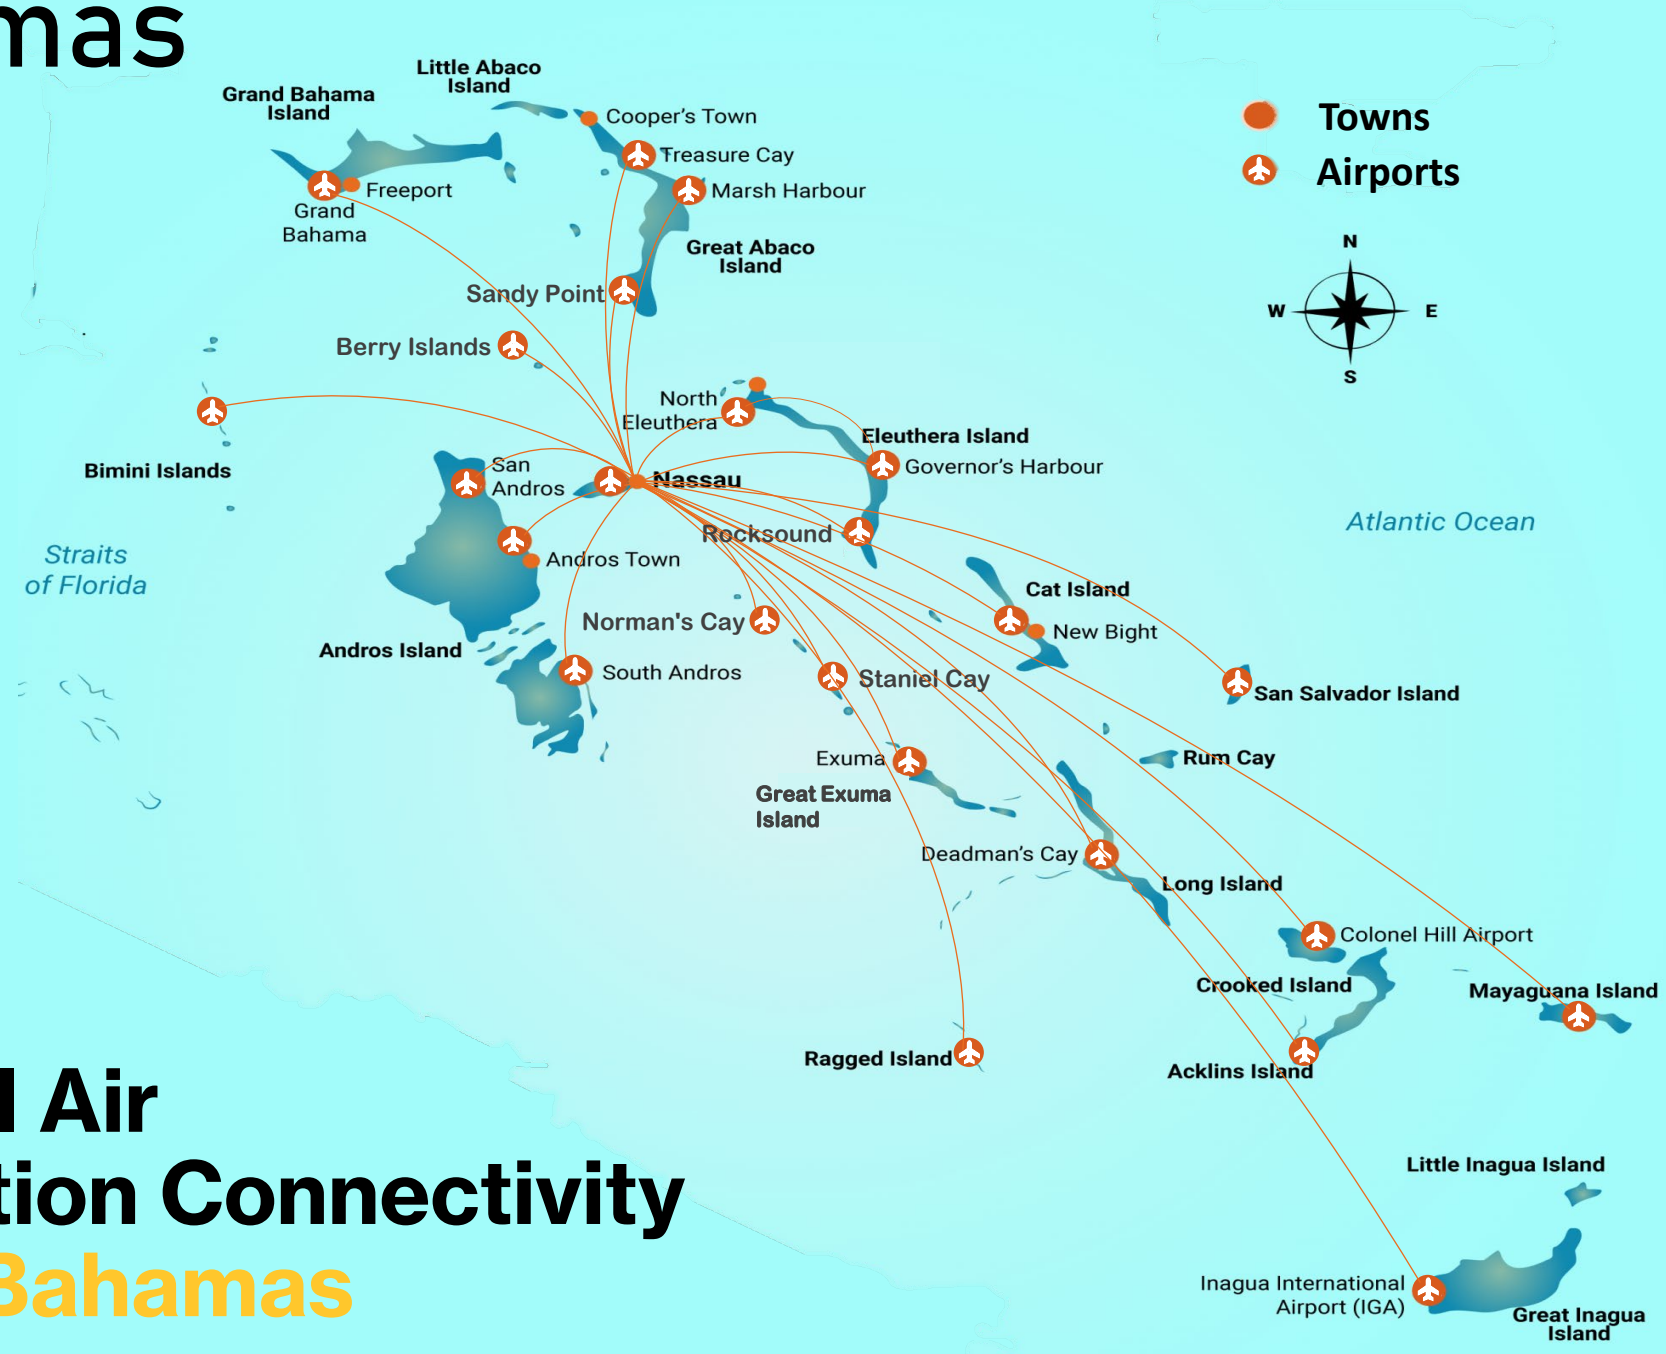 mas
Little Abaco
Island
Grand Bahama
Island
Cooper's Town
Treasure Cay
Marsh Harbour
Freeport
Grand
Bahama
Great Abaco
Island
Sandy Point
Berry Islands
Towns
Airports
N
W
E
S
North
Eleuthera
Eleuthera Island
Governor's Harbour
Bimini Islands
San
Andros
Nassau
Rocksound
Atlantic Ocean
Straits
of Florida
Andros Town
Cat Island
Norman's Cay
New Bight
Andros Island
South Andros
Staniel Cay
San Salvador Island
Exuma
Rum Cay
Great Exuma
Island
Deadman's Cay
Long Island
Colonel Hill Airport
Crooked Island
Mayaguana Island
Ragged Island
Acklins Island
l Air
tion Connectivity
Bahamas
Little Inagua Island
Inagua International
Airport (IGA)
Great Inagua
Island